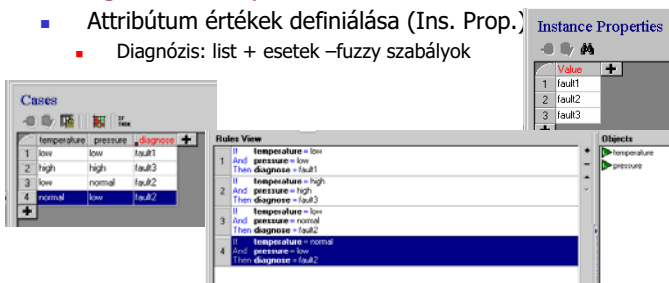 Attribútum értékek definiálása (Ins. Prop.)
Diagnózis: list + esetek –fuzzy szabályok
Instance Properties
Value +
1 fault1
2 fault2
3 fault3
+
Cases
IF
THEN
temperature pressure diagnose +
1 low low fault1
2 high high fault3
3 low normal fault2
4 normal low fault2
+
Rules View
1
If temperature = low
And pressure = low
Then diagnose = fault1
2
If temperature = high
And pressure = high
Then diagnose = fault3
3
If temperature = low
And pressure = normal
Then diagnose = fault2
4
If temperature = normal
And pressure = low
Then diagnose = fault2
Objects
temperature
pressure